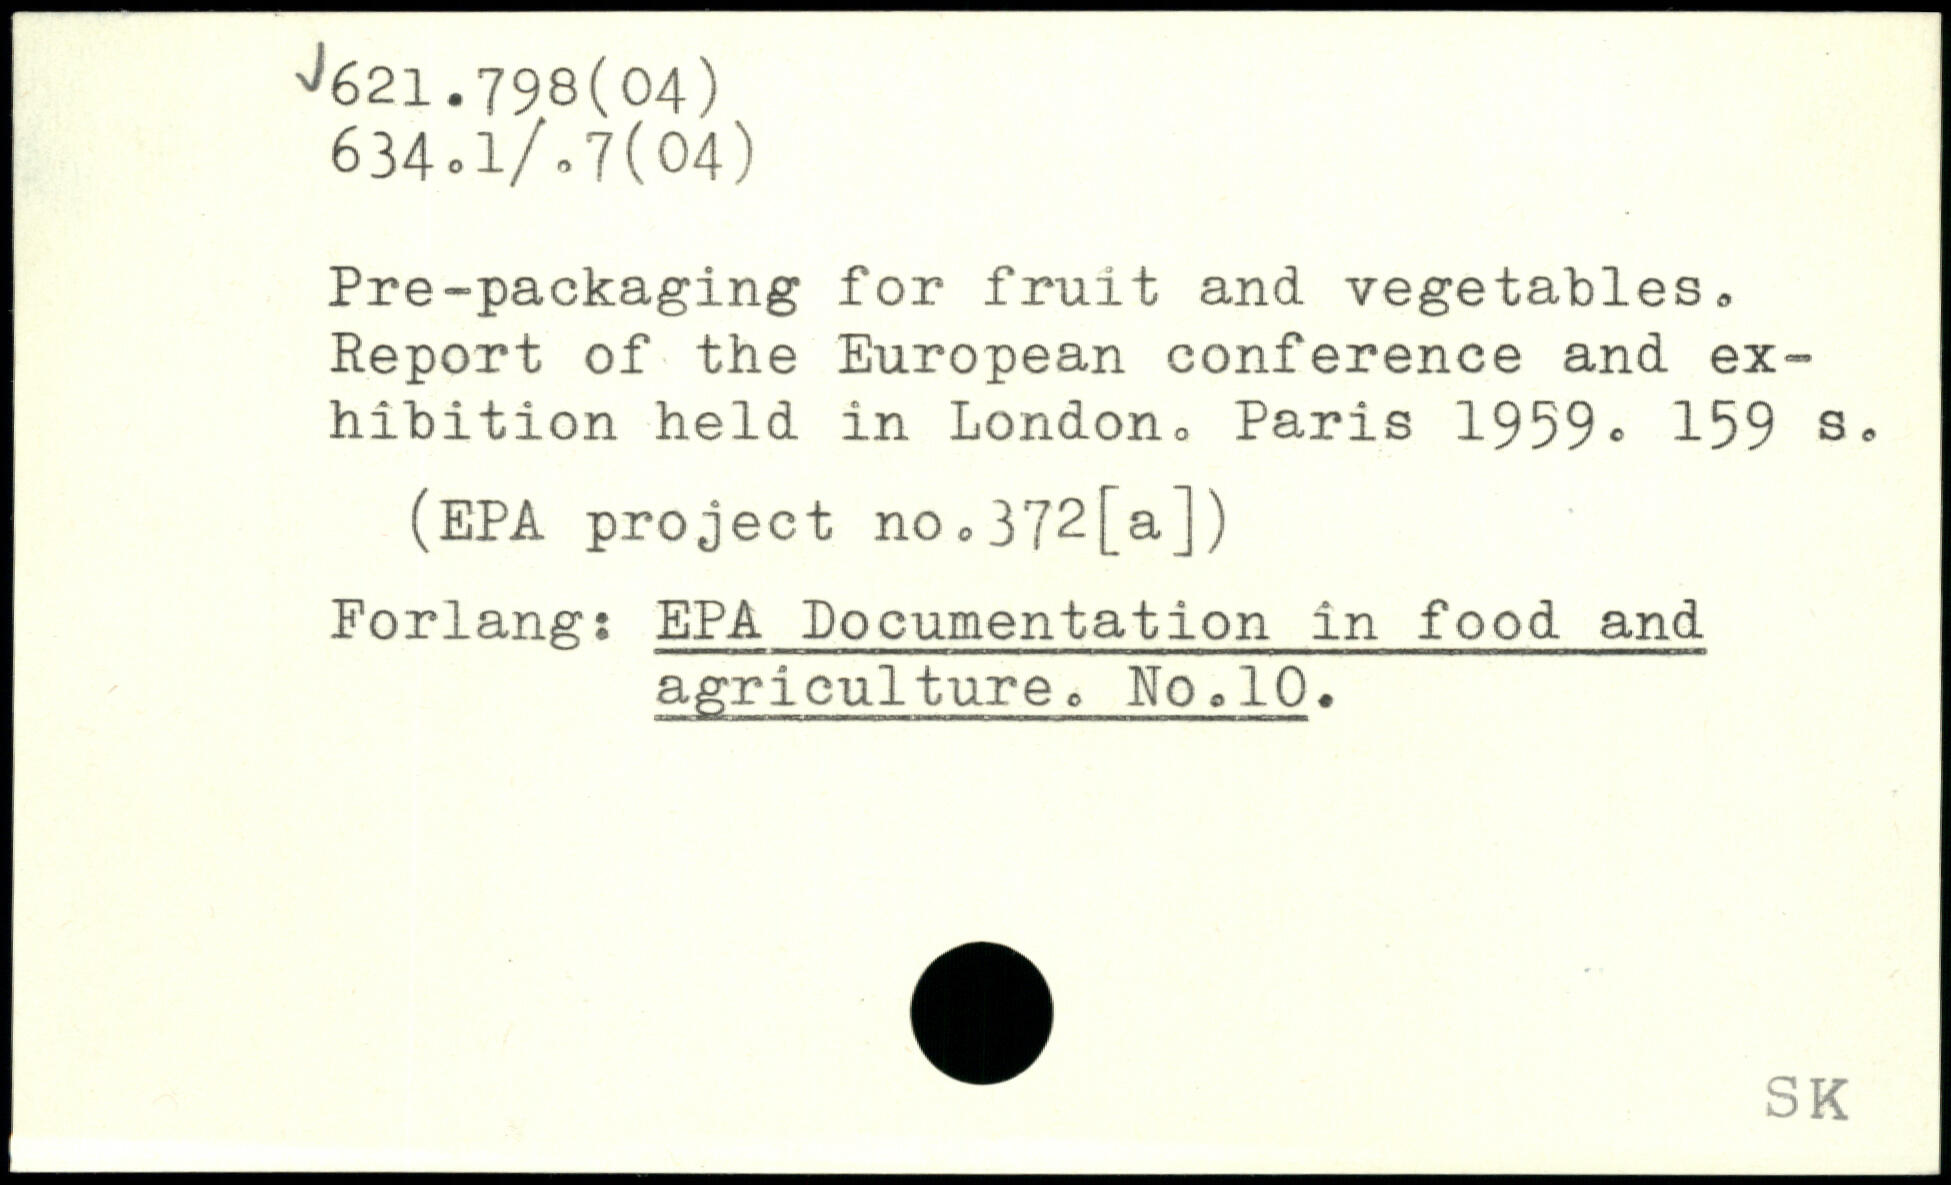 √621.798(04)
634.1/.7(04)
Pre-packaging for fruit and vegetables.
Report of the European conference and ex-
hibition held in London. Paris 1959. 159 s.
(EPA project no.372[a])
Forlang: EPA Documentation in food and
agriculture. No.10.
SK